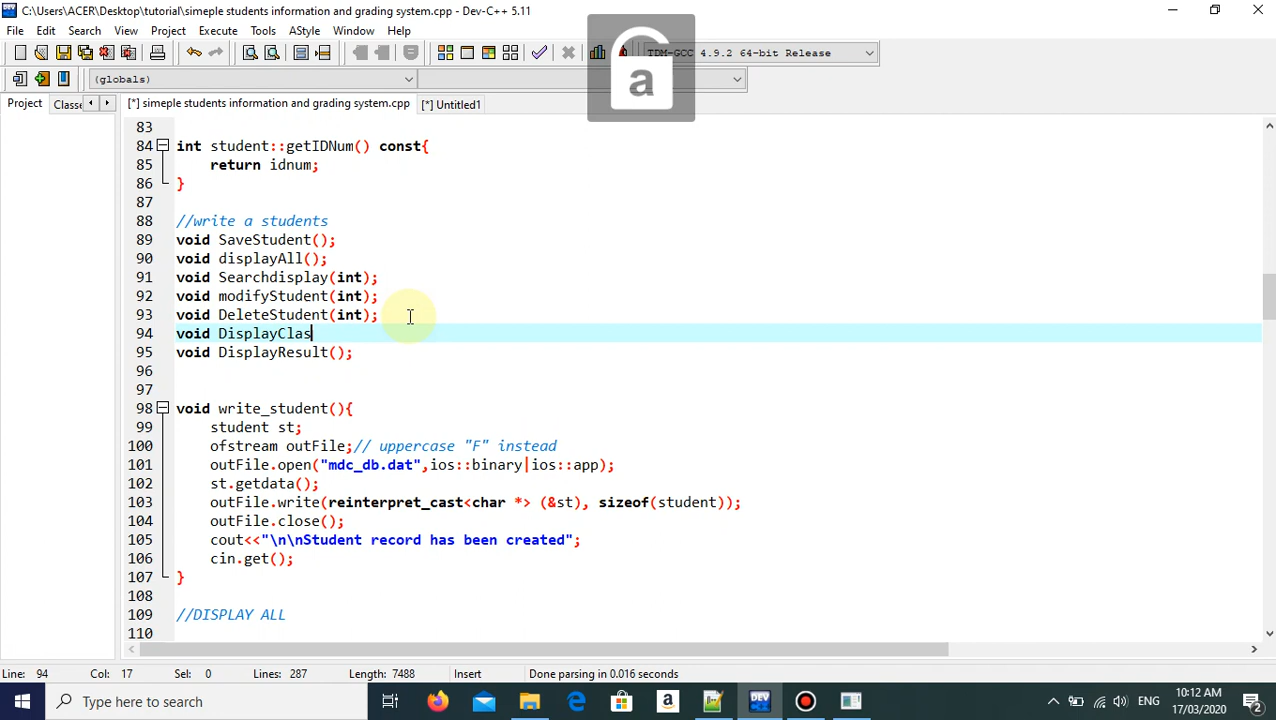 C:\Users\ACER\Desktop\tutorial\simeple students information and grading system.cpp - Dev-C++ 5.11
File Edit Search View Project Execute Tools AStyle Window Help
TDM-GCC 4.9.2 64-bit Release
a
(globals)
Project Classe [*] simeple students information and grading system.cpp [*] Untitled1
83
84 int student::getIDNum() const{
85 return idnum;
86 }
87
88 //write a students
89 void SaveStudent();
90 void displayAll();
91 void Searchdisplay(int);
92 void modifyStudent(int);
93 void DeleteStudent(int);
94 void DisplayClas
95 void DisplayResult();
96
97
98 void write_student(){
99 student st;
100 ofstream outFile;// uppercase "F" instead
101 outFile.open("mdc_db.dat",ios::binary|ios::app);
102 st.getdata();
103 outFile.write(reinterpret_cast<char *> (&st), sizeof(student));
104 outFile.close();
105 cout<<"\n\nStudent record has been created";
106 cin.get();
107 }
108
109 //DISPLAY ALL
110
Line: 94 Col: 17 Sel: 0 Lines: 287 Length: 7488 Insert Done parsing in 0.016 seconds
Type here to search
a
DEV
ENG
10:12 AM
17/03/2020
2